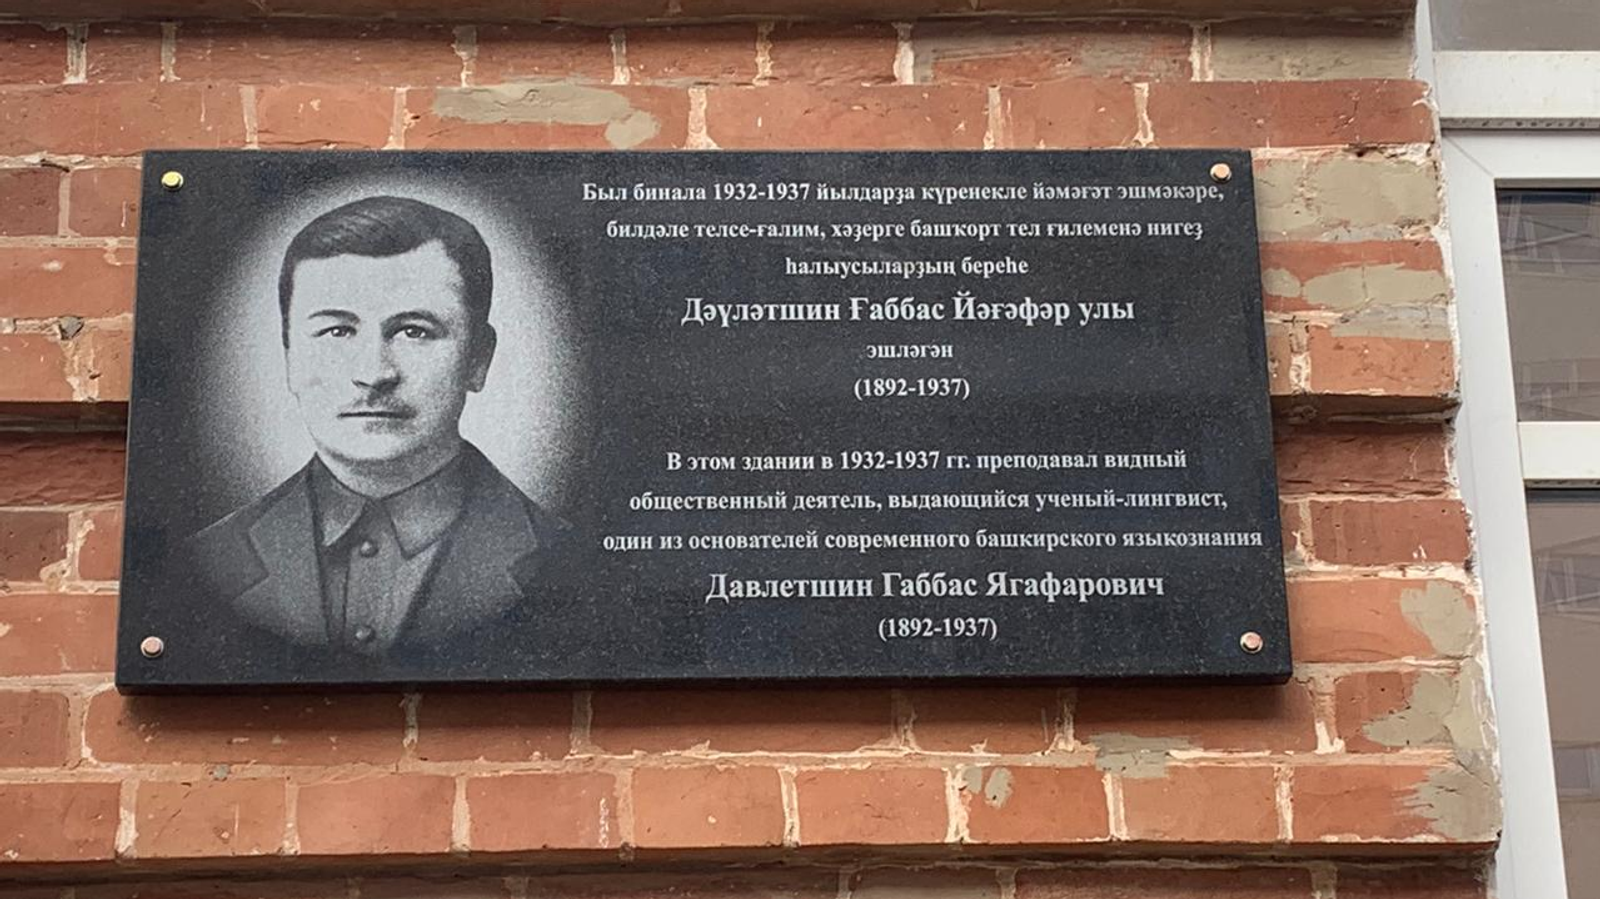 Был бинала 1932-1937 йылдарҙа күренекле йәмәғәт эшмәкәре,
билдәле телсе-ғалим, хәҙерге башҡорт тел ғилеменә нигеҙ
һалыусыларҙың береһе
Дәүләтшин Ғаббас Йәғәфәр улы
эшләгән
(1892-1937)
В этом здании в 1932-1937 гг. преподавал видный
общественный деятель, выдающийся ученый-лингвист,
один из основателей современного башкирского языкознания
Давлетшин Габбас Ягафарович
(1892-1937)